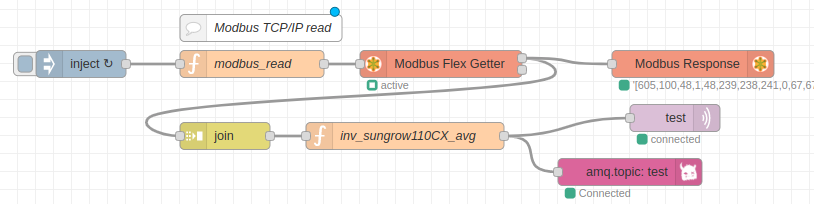 Modbus TCP/IP read
inject ↻
modbus_read
Modbus Flex Getter
Modbus Response
active
'[605,100,48,1,48,239,238,241,0,67,67
join
inv_sungrow110CX_avg
test
connected
amq.topic: test
Connected